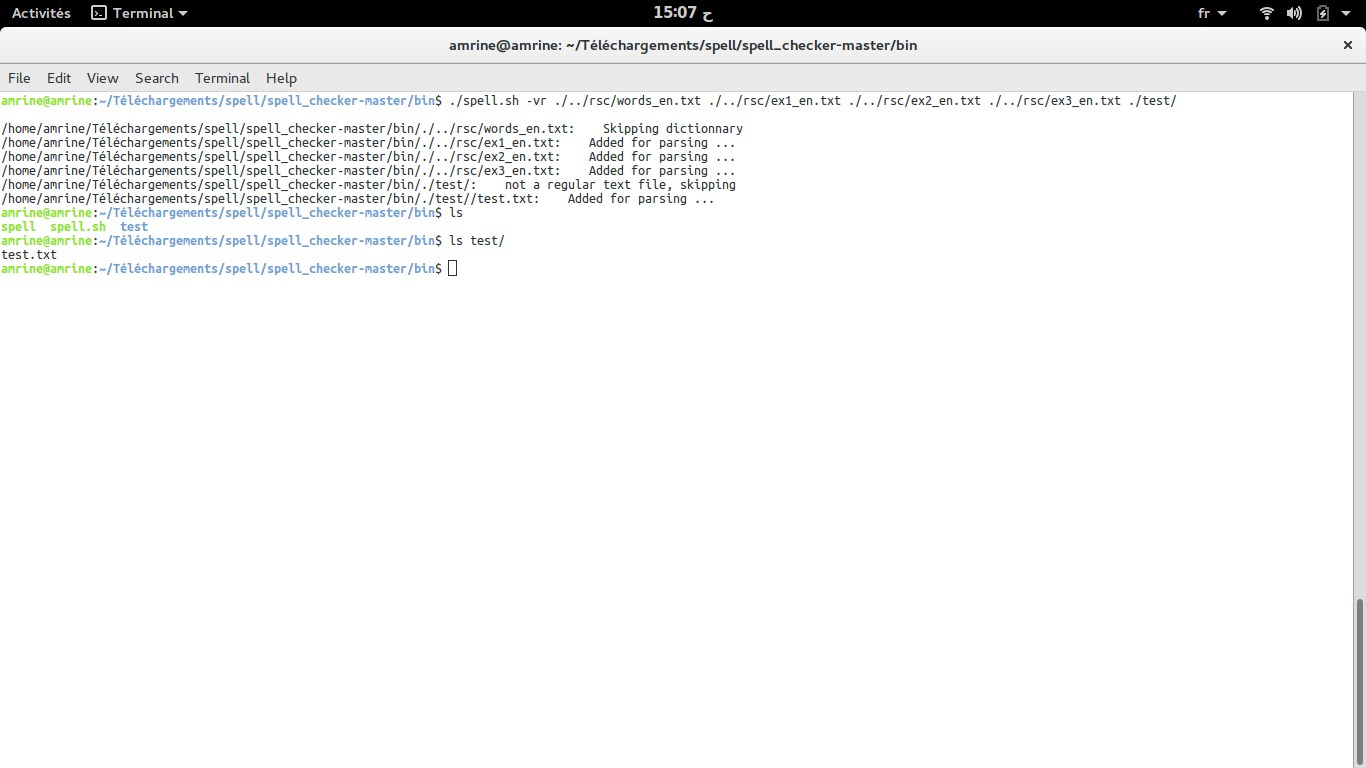 Activités Terminal 15:07 ح fr
amrine@amrine: ~/Téléchargements/spell/spell_checker-master/bin
File Edit View Search Terminal Help
amrine@amrine:~/Téléchargements/spell/spell_checker-master/bin$ ./spell.sh -vr ./../rsc/words_en.txt ./../rsc/ex1_en.txt ./../rsc/ex2_en.txt ./../rsc/ex3_en.txt ./test/
/home/amrine/Téléchargements/spell/spell_checker-master/bin/./../rsc/words_en.txt:    Skipping dictionnary
/home/amrine/Téléchargements/spell/spell_checker-master/bin/./../rsc/ex1_en.txt:    Added for parsing ...
/home/amrine/Téléchargements/spell/spell_checker-master/bin/./../rsc/ex2_en.txt:    Added for parsing ...
/home/amrine/Téléchargements/spell/spell_checker-master/bin/./../rsc/ex3_en.txt:    Added for parsing ...
/home/amrine/Téléchargements/spell/spell_checker-master/bin/./test/:    not a regular text file, skipping
/home/amrine/Téléchargements/spell/spell_checker-master/bin/./test//test.txt:    Added for parsing ...
amrine@amrine:~/Téléchargements/spell/spell_checker-master/bin$ ls
spell  spell.sh  test
amrine@amrine:~/Téléchargements/spell/spell_checker-master/bin$ ls test/
test.txt
amrine@amrine:~/Téléchargements/spell/spell_checker-master/bin$